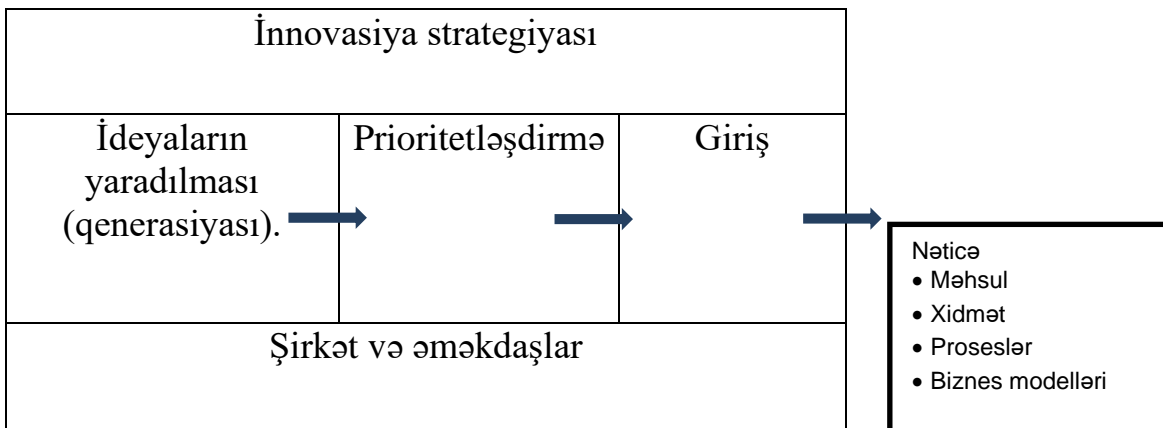 İnnovasiya strategiyası
İdeyaların
yaradılması
(qenerasiyası).
Prioritetləşdirmə
Giriş
Şirkət və əməkdaşlar
Nəticə
• Məhsul
• Xidmət
• Proseslər
• Biznes modelləri